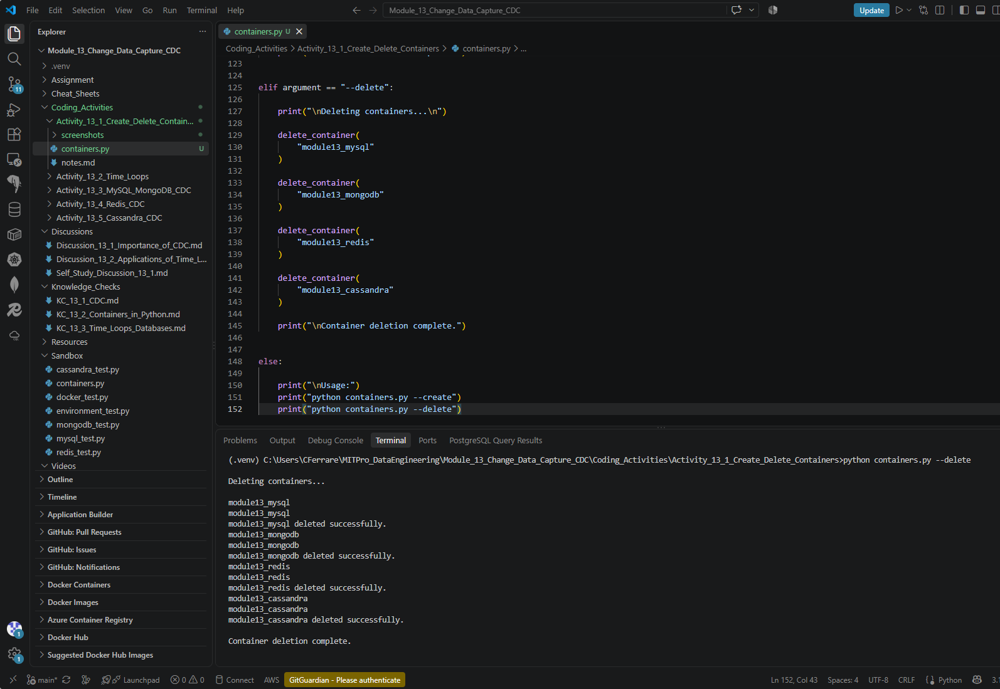 File Edit Selection View Go Run Terminal Help
Module_13_Change_Data_Capture_CDC
Update
Explorer
Module_13_Change_Data_Capture_CDC
.venv
Assignment
Cheat_Sheets
Coding_Activities
Activity_13_1_Create_Delete_Contain...
screenshots
containers.py U
notes.md
Activity_13_2_Time_Loops
Activity_13_3_MySQL_MongoDB_CDC
Activity_13_4_Redis_CDC
Activity_13_5_Cassandra_CDC
Discussions
Discussion_13_1_Importance_of_CDC.md
Discussion_13_2_Applications_of_Time_L...
Self_Study_Discussion_13_1.md
Knowledge_Checks
KC_13_1_CDC.md
KC_13_2_Containers_in_Python.md
KC_13_3_Time_Loops_Databases.md
Resources
Sandbox
cassandra_test.py
containers.py
docker_test.py
environment_test.py
mongodb_test.py
mysql_test.py
redis_test.py
Videos
Outline
Timeline
Application Builder
GitHub: Pull Requests
GitHub: Issues
GitHub: Notifications
Docker Containers
Docker Images
Azure Container Registry
Docker Hub
Suggested Docker Hub Images
11
1
1
containers.py U
Coding_Activities > Activity_13_1_Create_Delete_Containers > containers.py > ...
123
124
125 elif argument == "--delete":
126
127 print("\nDeleting containers...\n")
128
129 delete_container(
130 "module13_mysql"
131 )
132
133 delete_container(
134 "module13_mongodb"
135 )
136
137 delete_container(
138 "module13_redis"
139 )
140
141 delete_container(
142 "module13_cassandra"
143 )
144
145 print("\nContainer deletion complete.")
146
147
148 else:
149
150 print("\nUsage:")
151 print("python containers.py --create")
152 print("python containers.py --delete")
Problems Output Debug Console Terminal Ports PostgreSQL Query Results
(.venv) C:\Users\CFerrare\MITPro_DataEngineering\Module_13_Change_Data_Capture_CDC\Coding_Activities\Activity_13_1_Create_Delete_Containers>python containers.py --delete
Deleting containers...
module13_mysql
module13_mysql
module13_mysql deleted successfully.
module13_mongodb
module13_mongodb
module13_mongodb deleted successfully.
module13_redis
module13_redis
module13_redis deleted successfully.
module13_cassandra
module13_cassandra
module13_cassandra deleted successfully.
Container deletion complete.
main* Launchpad 0 0 Connect AWS GitGuardian - Please authenticate Ln 152, Col 43 Spaces: 4 UTF-8 CRLF Python